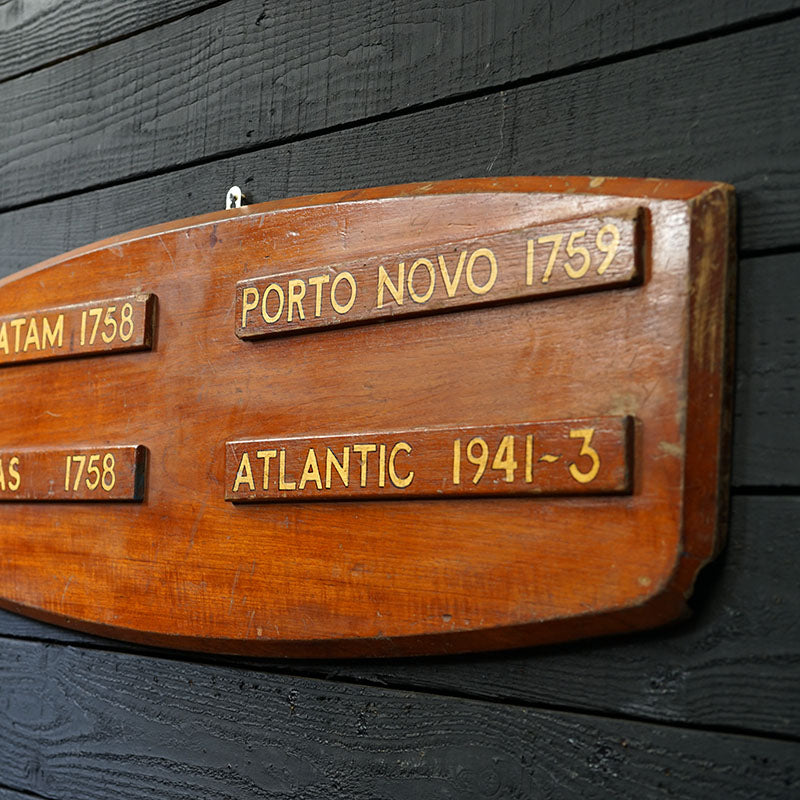 ATAM 1758
PORTO NOVO 1759
AS 1758
ATLANTIC 1941~3